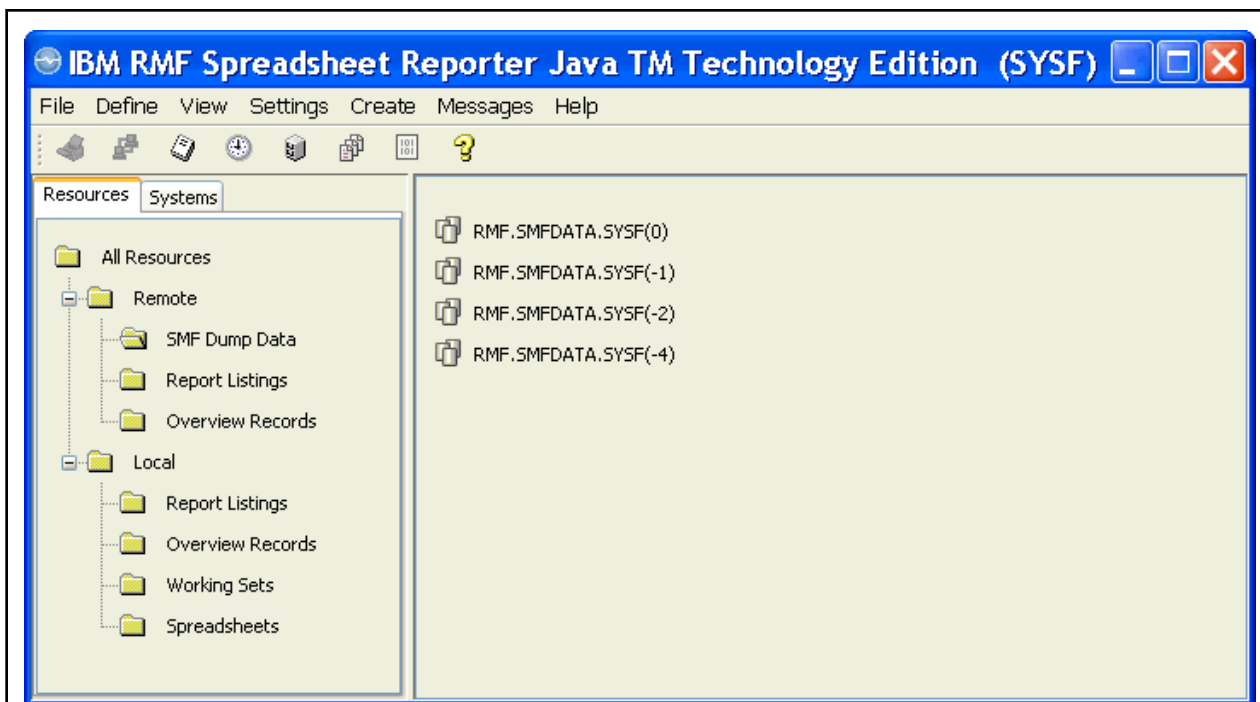 IBM RMF Spreadsheet Reporter Java TM Technology Edition (SYSF)
File Define View Settings Create Messages Help
Resources Systems
All Resources
Remote
SMF Dump Data
Report Listings
Overview Records
Local
Report Listings
Overview Records
Working Sets
Spreadsheets
RMF.SMFDATA.SYSF(0)
RMF.SMFDATA.SYSF(-1)
RMF.SMFDATA.SYSF(-2)
RMF.SMFDATA.SYSF(-4)